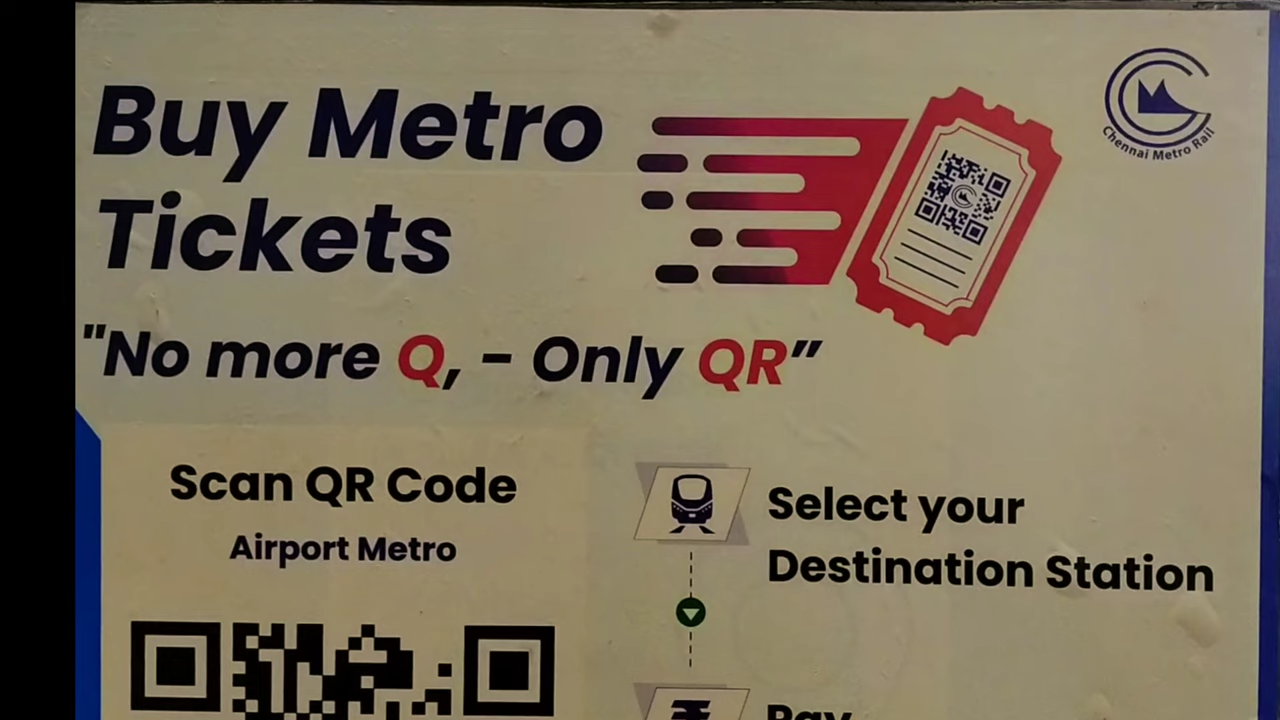 Buy Metro
Tickets
"No more Q, - Only QR”
Chennai Metro Rail
Scan QR Code
Airport Metro
Select your
Destination Station
Pay